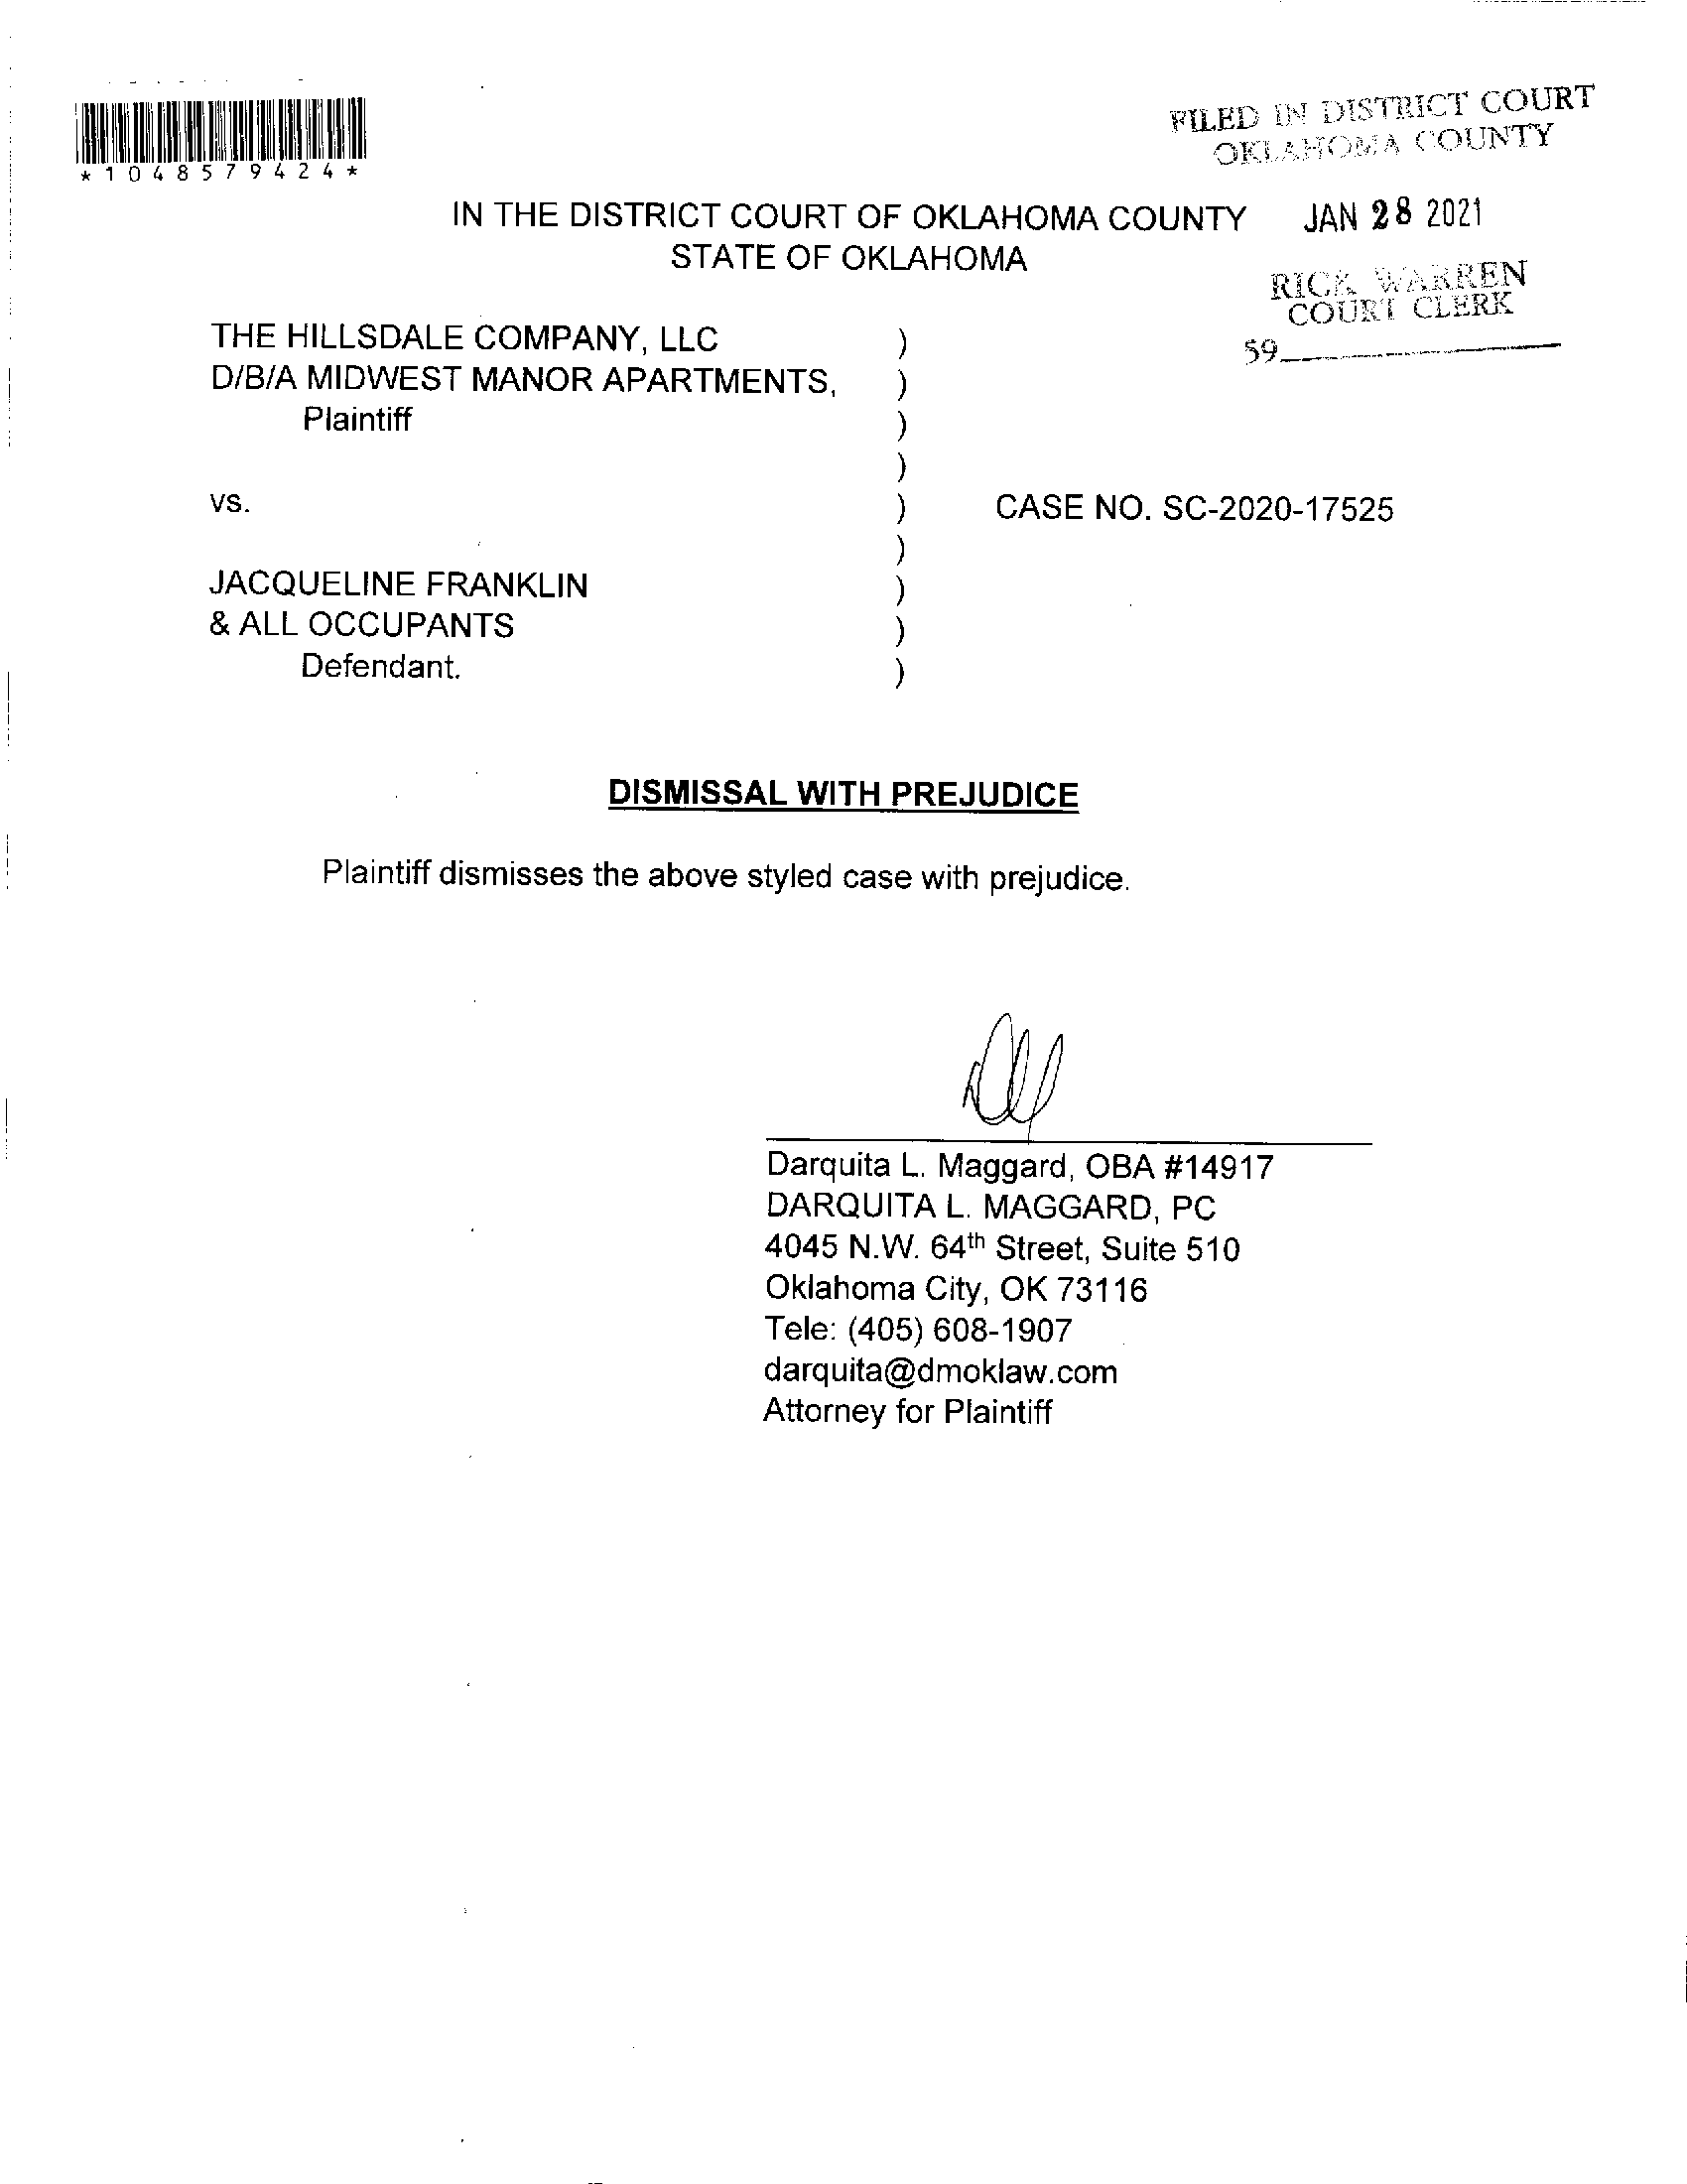 *1048579424*
FILED IN DISTRICT COURT
OKLAHOMA COUNTY
IN THE DISTRICT COURT OF OKLAHOMA COUNTY
JAN 28 2021
STATE OF OKLAHOMA
RICK WARREN
COURT CLERK
59
THE HILLSDALE COMPANY, LLC )
D/B/A MIDWEST MANOR APARTMENTS, )
Plaintiff )
)
vs. ) CASE NO. SC-2020-17525
)
JACQUELINE FRANKLIN )
& ALL OCCUPANTS )
Defendant. )
DISMISSAL WITH PREJUDICE
Plaintiff dismisses the above styled case with prejudice.
Darquita L. Maggard, OBA #14917
DARQUITA L. MAGGARD, PC
4045 N.W. 64th Street, Suite 510
Oklahoma City, OK 73116
Tele: (405) 608-1907
darquita@dmoklaw.com
Attorney for Plaintiff